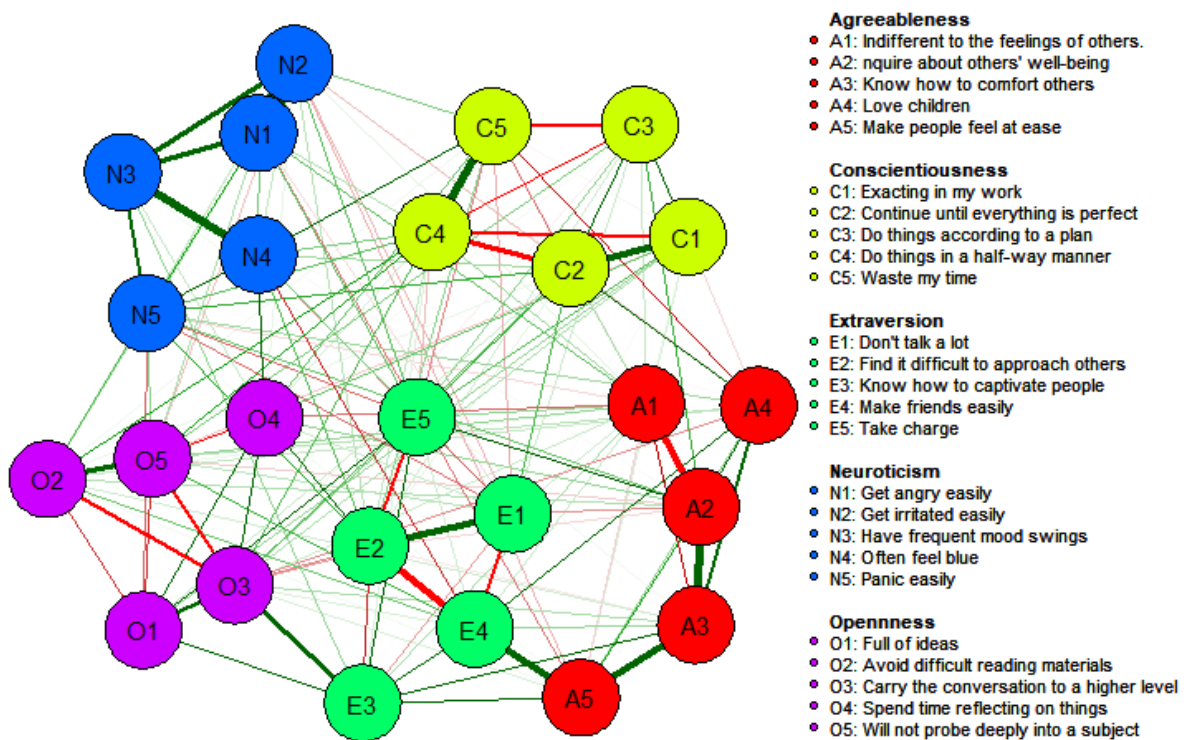 N2
N1
N3
N4
N5
C5
C3
C4
C1
C2
O4
E5
A1
A4
O5
O2
A2
E1
E2
O3
O1
E4
A3
E3
A5
Agreeableness
A1: Indifferent to the feelings of others.
A2: nquire about others' well-being
A3: Know how to comfort others
A4: Love children
A5: Make people feel at ease
Conscientiousness
C1: Exacting in my work
C2: Continue until everything is perfect
C3: Do things according to a plan
C4: Do things in a half-way manner
C5: Waste my time
Extraversion
E1: Don't talk a lot
E2: Find it difficult to approach others
E3: Know how to captivate people
E4: Make friends easily
E5: Take charge
Neuroticism
N1: Get angry easily
N2: Get irritated easily
N3: Have frequent mood swings
N4: Often feel blue
N5: Panic easily
Opennness
O1: Full of ideas
O2: Avoid difficult reading materials
O3: Carry the conversation to a higher level
O4: Spend time reflecting on things
O5: Will not probe deeply into a subject